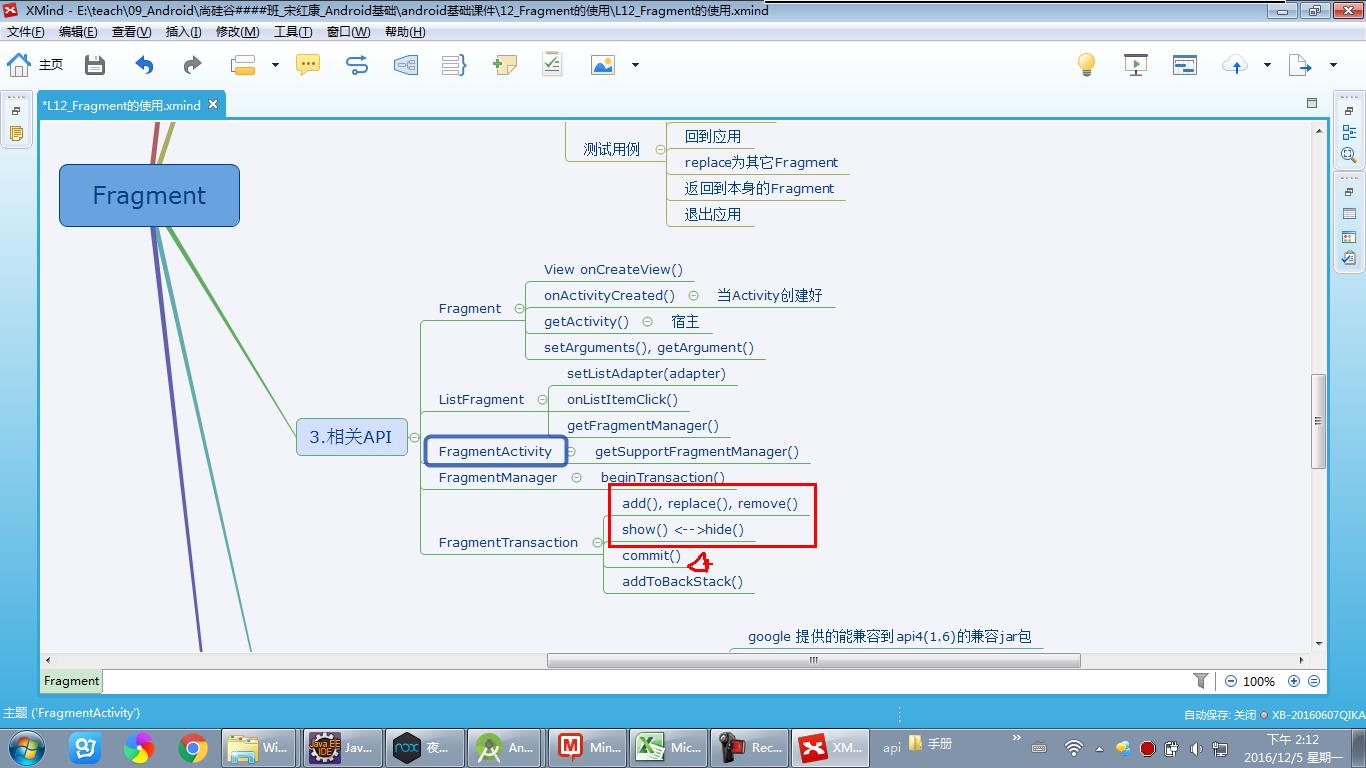 XMind - E:\teach\09_Android\尚硅谷####班_宋红康_Android基础\android基础课件\12_Fragment的使用\L12_Fragment的使用.xmind
文件(F) 编辑(E) 查看(V) 插入(I) 修改(M) 工具(T) 窗口(W) 帮助(H)
主页
*L12_Fragment的使用.xmind
回到应用
测试用例
replace为其它Fragment
返回到本身的Fragment
退出应用
Fragment
View onCreateView()
onActivityCreated() 当Activity创建好
Fragment
getActivity() 宿主
setArguments(), getArgument()
setListAdapter(adapter)
ListFragment onListItemClick()
getFragmentManager()
3.相关API
FragmentActivity getSupportFragmentManager()
FragmentManager beginTransaction()
add(), replace(), remove()
show() <-->hide()
FragmentTransaction
commit()
addToBackStack()
google 提供的能兼容到 api4(1.6)的兼容jar包
Fragment
100%
主题 ('FragmentActivity')
自动保存: 关闭 XB-20160607QIKA
Wi... Jav... 夜... An... Min... Mic... Rec... XM... api 手册
下午 2:12
2016/12/5 星期一